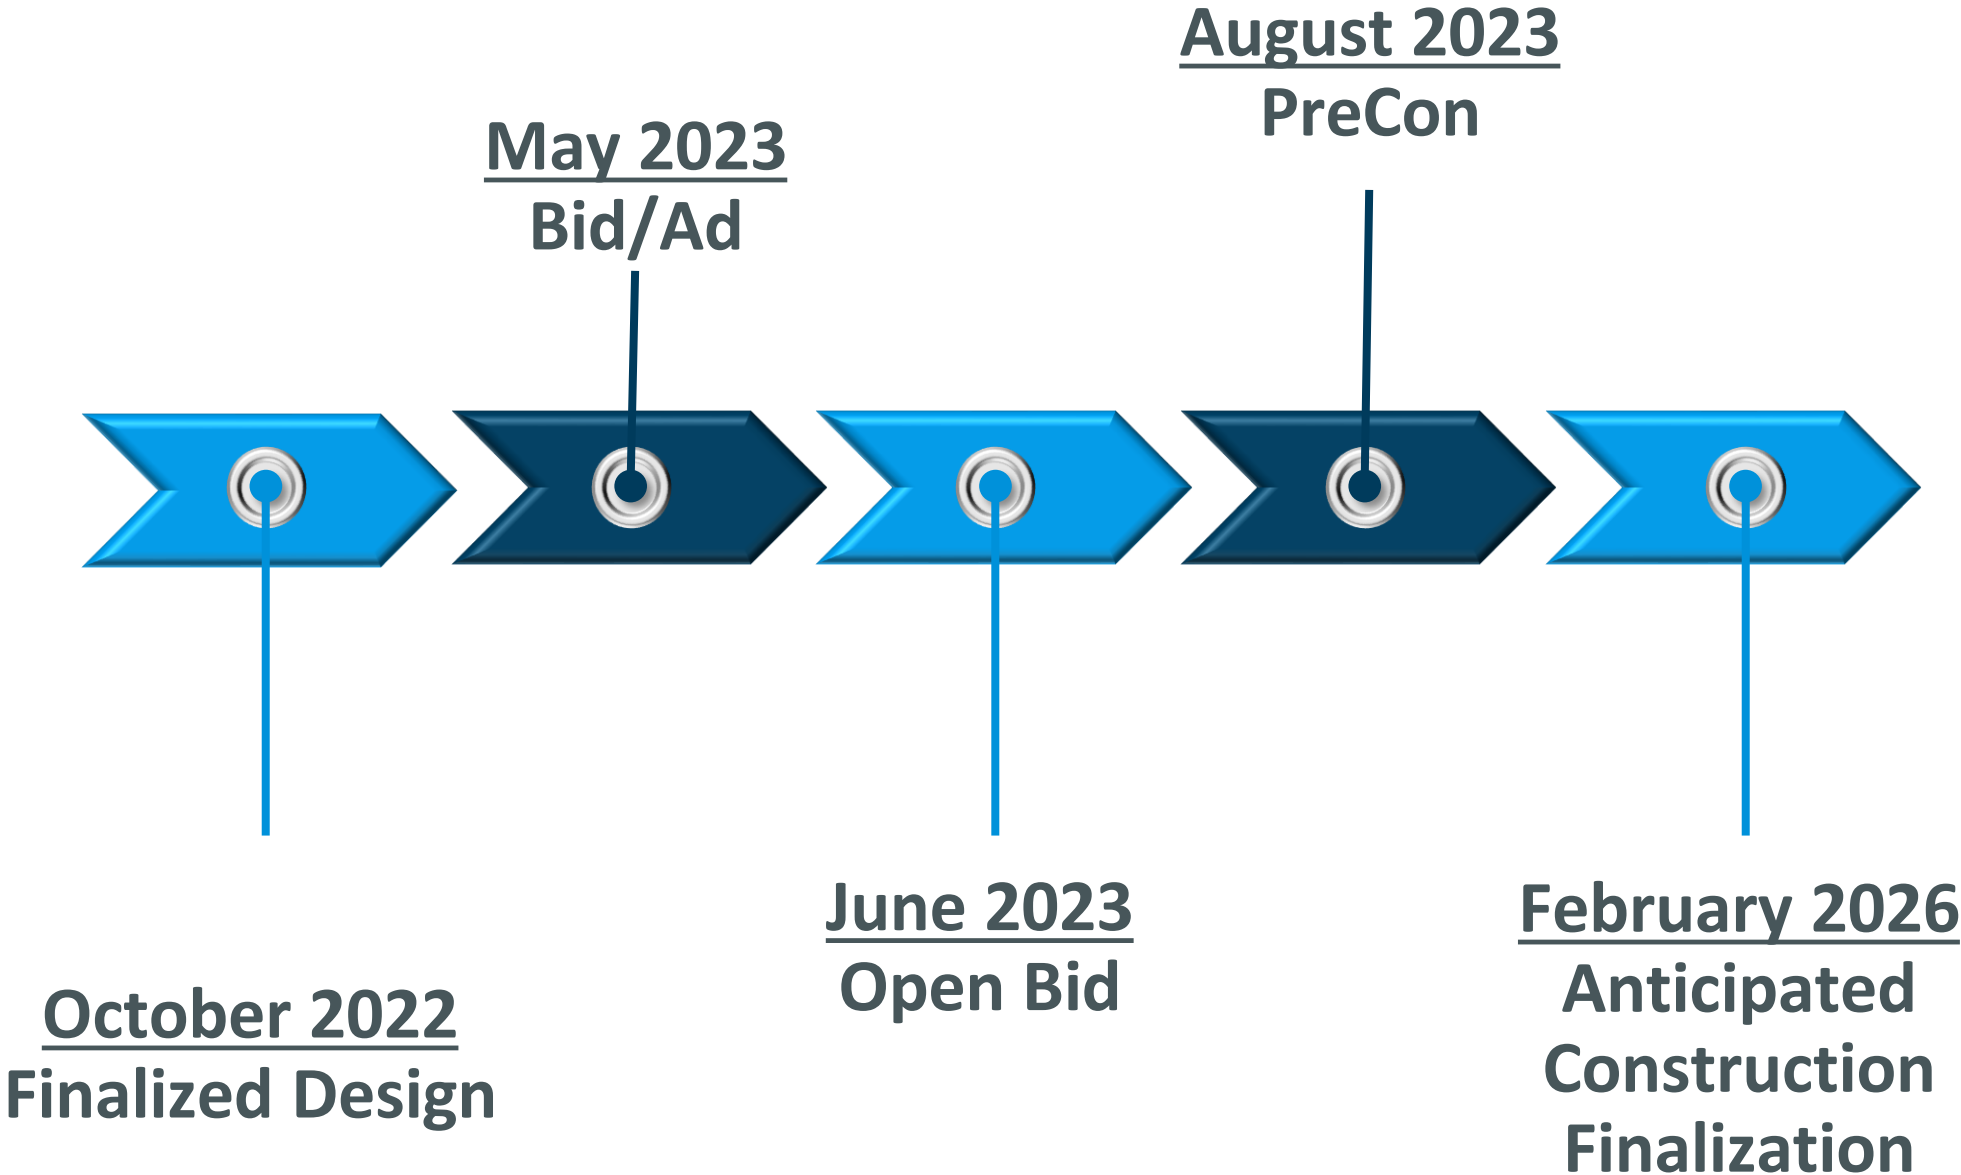 October 2022
Finalized Design
May 2023
Bid/Ad
June 2023
Open Bid
August 2023
PreCon
February 2026
Anticipated
Construction
Finalization